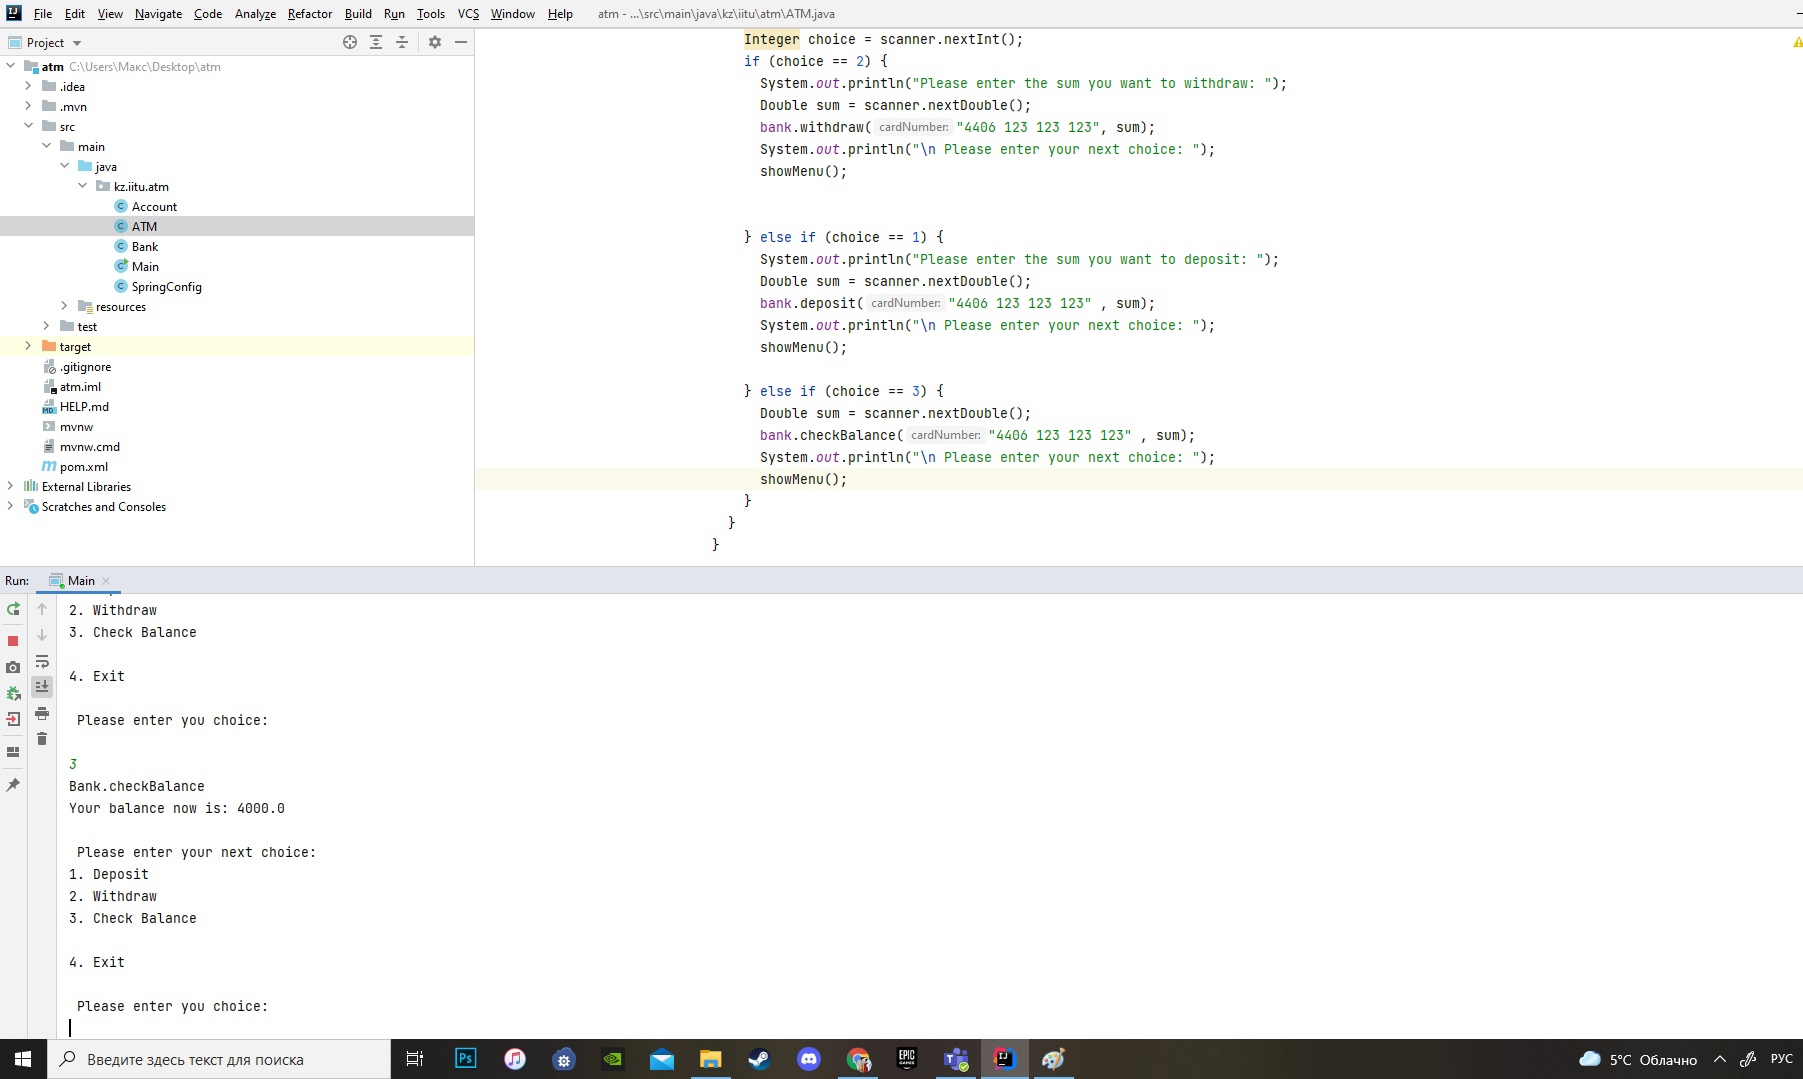 File Edit View Navigate Code Analyze Refactor Build Run Tools VCS Window Help atm - ...\src\main\java\kz\iitu\atm\ATM.java
Project
atm C:\Users\Макс\Desktop\atm
.idea
.mvn
src
main
java
kz.iitu.atm
Account
ATM
Bank
Main
SpringConfig
resources
test
target
.gitignore
atm.iml
HELP.md
mvnw
mvnw.cmd
pom.xml
External Libraries
Scratches and Consoles
Integer choice = scanner.nextInt();
if (choice == 2) {
System.out.println("Please enter the sum you want to withdraw: ");
Double sum = scanner.nextDouble();
bank.withdraw( cardNumber: "4406 123 123 123", sum);
System.out.println("\n Please enter your next choice: ");
showMenu();
} else if (choice == 1) {
System.out.println("Please enter the sum you want to deposit: ");
Double sum = scanner.nextDouble();
bank.deposit( cardNumber: "4406 123 123 123" , sum);
System.out.println("\n Please enter your next choice: ");
showMenu();
} else if (choice == 3) {
Double sum = scanner.nextDouble();
bank.checkBalance( cardNumber: "4406 123 123 123" , sum);
System.out.println("\n Please enter your next choice: ");
showMenu();
}
}
}
Run: Main
2. Withdraw
3. Check Balance
4. Exit
Please enter you choice:
3
Bank.checkBalance
Your balance now is: 4000.0
Please enter your next choice:
1. Deposit
2. Withdraw
3. Check Balance
4. Exit
Please enter you choice:
Введите здесь текст для поиска
Ps
EPIC GAMES
5°C Облачно
РУС